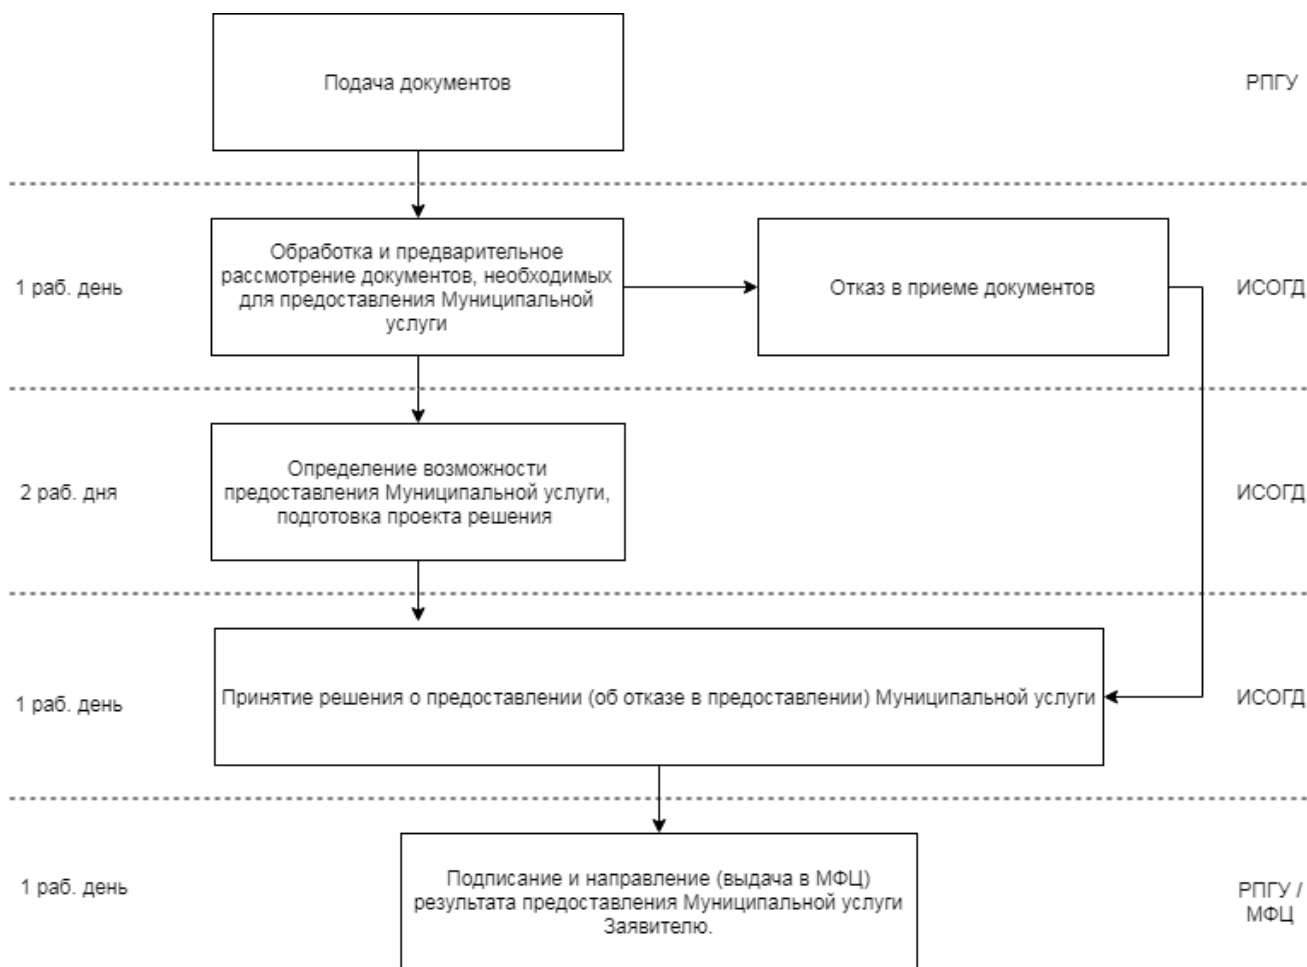 Подача документов
РПГУ
1 раб. день
Обработка и предварительное
рассмотрение документов, необходимых
для предоставления Муниципальной
услуги
Отказ в приеме документов
ИСОГД
2 раб. дня
Определение возможности
предоставления Муниципальной услуги,
подготовка проекта решения
ИСОГД
1 раб. день
Принятие решения о предоставлении (об отказе в предоставлении) Муниципальной услуги
ИСОГД
1 раб. день
Подписание и направление (выдача в МФЦ)
результата предоставления Муниципальной услуги
Заявителю.
РПГУ /
МФЦ